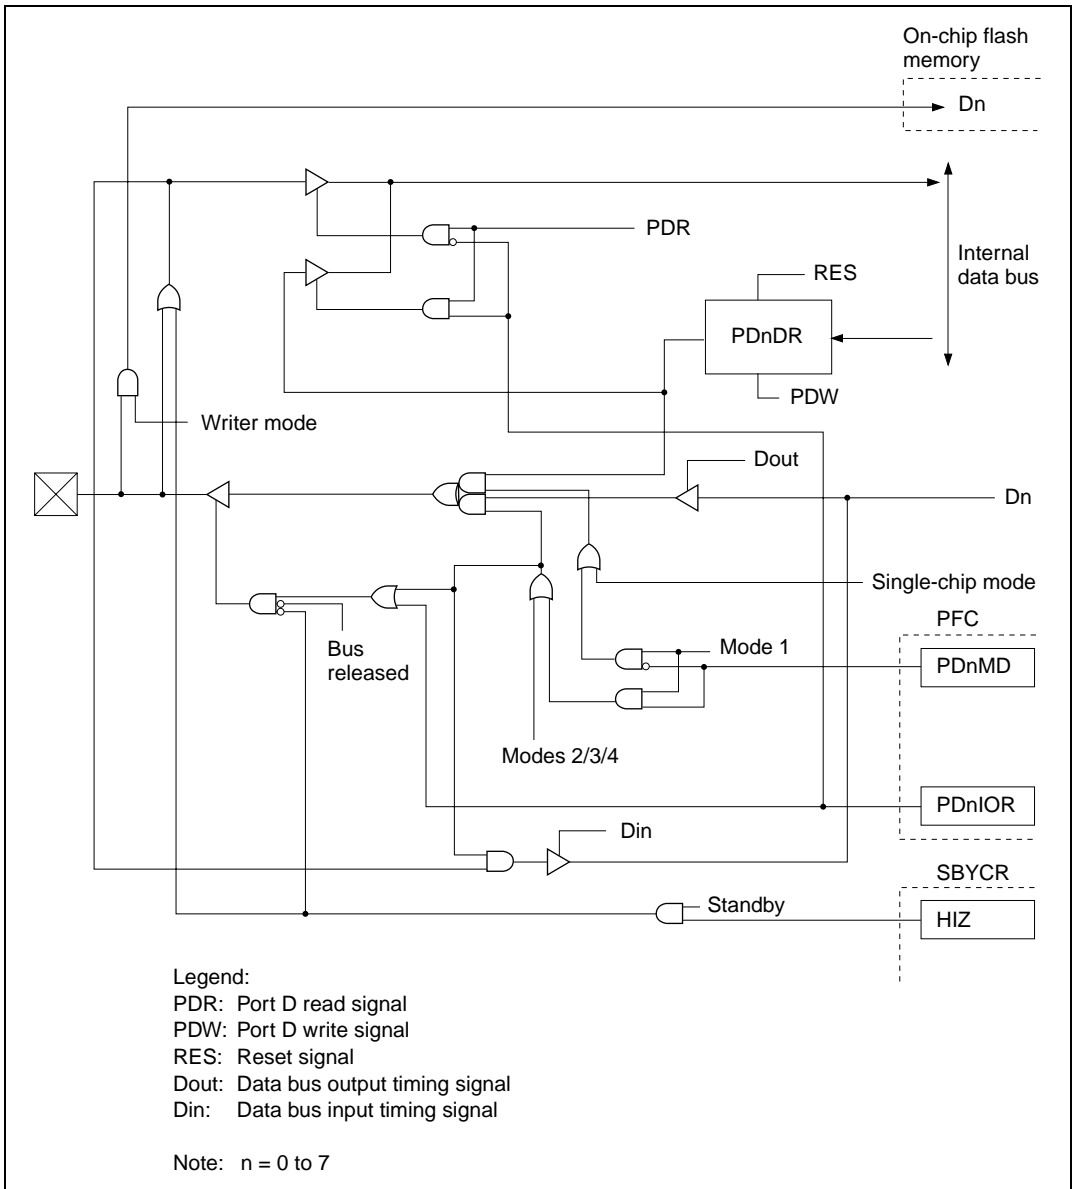 On-chip flash
memory
Dn
PDR
RES
Internal
data bus
PDnDR
PDW
Writer mode
Dout
Dn
Single-chip mode
PFC
Mode 1
Bus
released
PDnMD
Modes 2/3/4
PDnIOR
Din
SBYCR
Standby
HIZ
Legend:
PDR: Port D read signal
PDW: Port D write signal
RES: Reset signal
Dout: Data bus output timing signal
Din: Data bus input timing signal
Note: n = 0 to 7